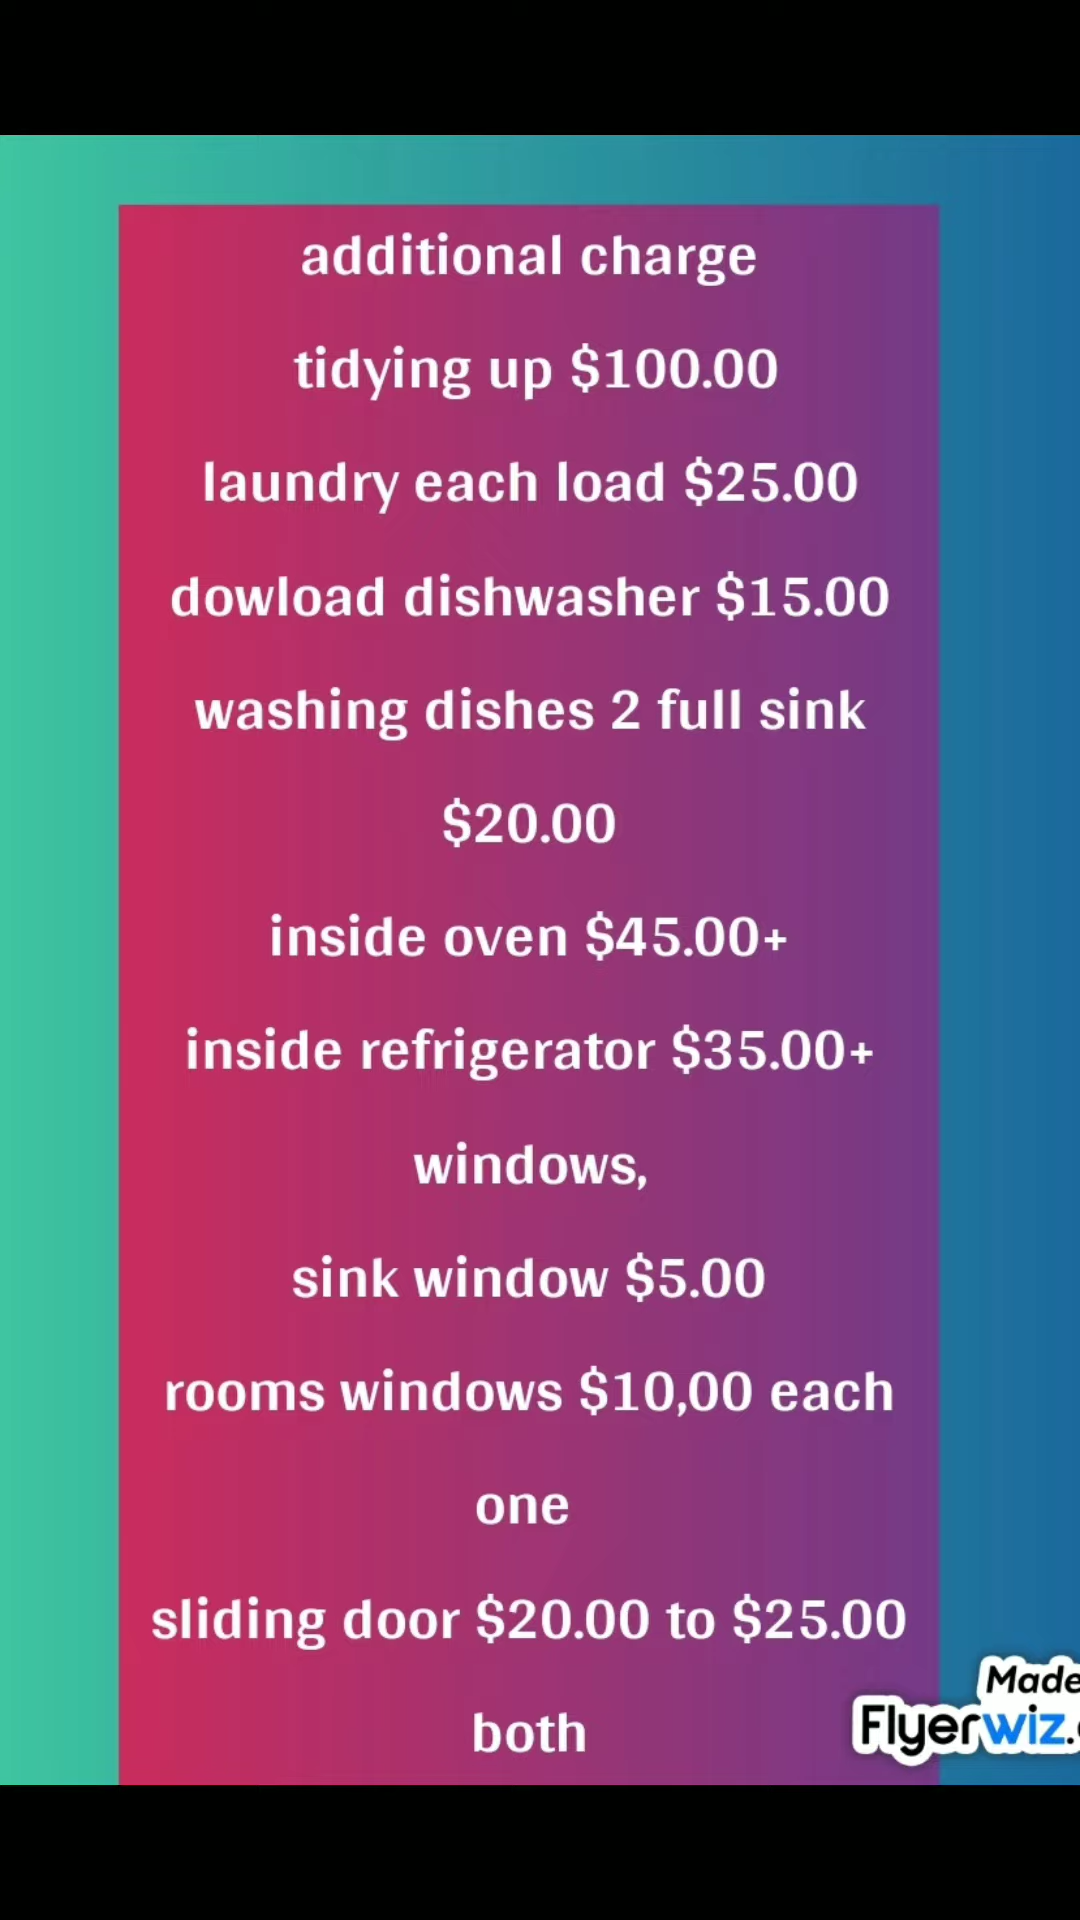 additional charge
tidying up $100.00
laundry each load $25.00
dowload dishwasher $15.00
washing dishes 2 full sink
$20.00
inside oven $45.00+
inside refrigerator $35.00+
windows,
sink window $5.00
rooms windows $10,00 each
one
sliding door $20.00 to $25.00
both
Made
Flyerwiz.